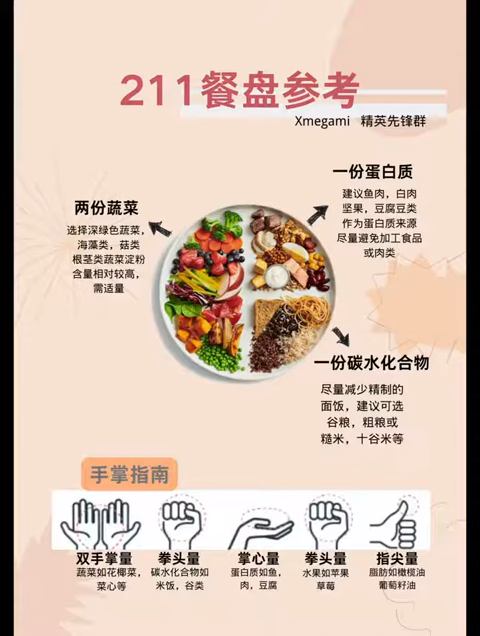 211餐盘参考
Xmegami 精英先锋群
一份蛋白质
建议鱼肉，白肉
坚果，豆腐豆类
作为蛋白质来源
尽量避免加工食品
或肉类
两份蔬菜
选择深绿色蔬菜，
海藻类，菇类
根茎类蔬菜淀粉
含量相对较高，
需适量
一份碳水化合物
尽量减少精制的
面饭，建议可选
谷粮，粗粮或
糙米，十谷米等
手掌指南
双手掌量
蔬菜如花椰菜，
菜心等
拳头量
碳水化合物如
米饭，谷类
掌心量
蛋白质如鱼，
肉，豆腐
拳头量
水果如苹果
草莓
指尖量
脂肪如橄榄油
葡萄籽油